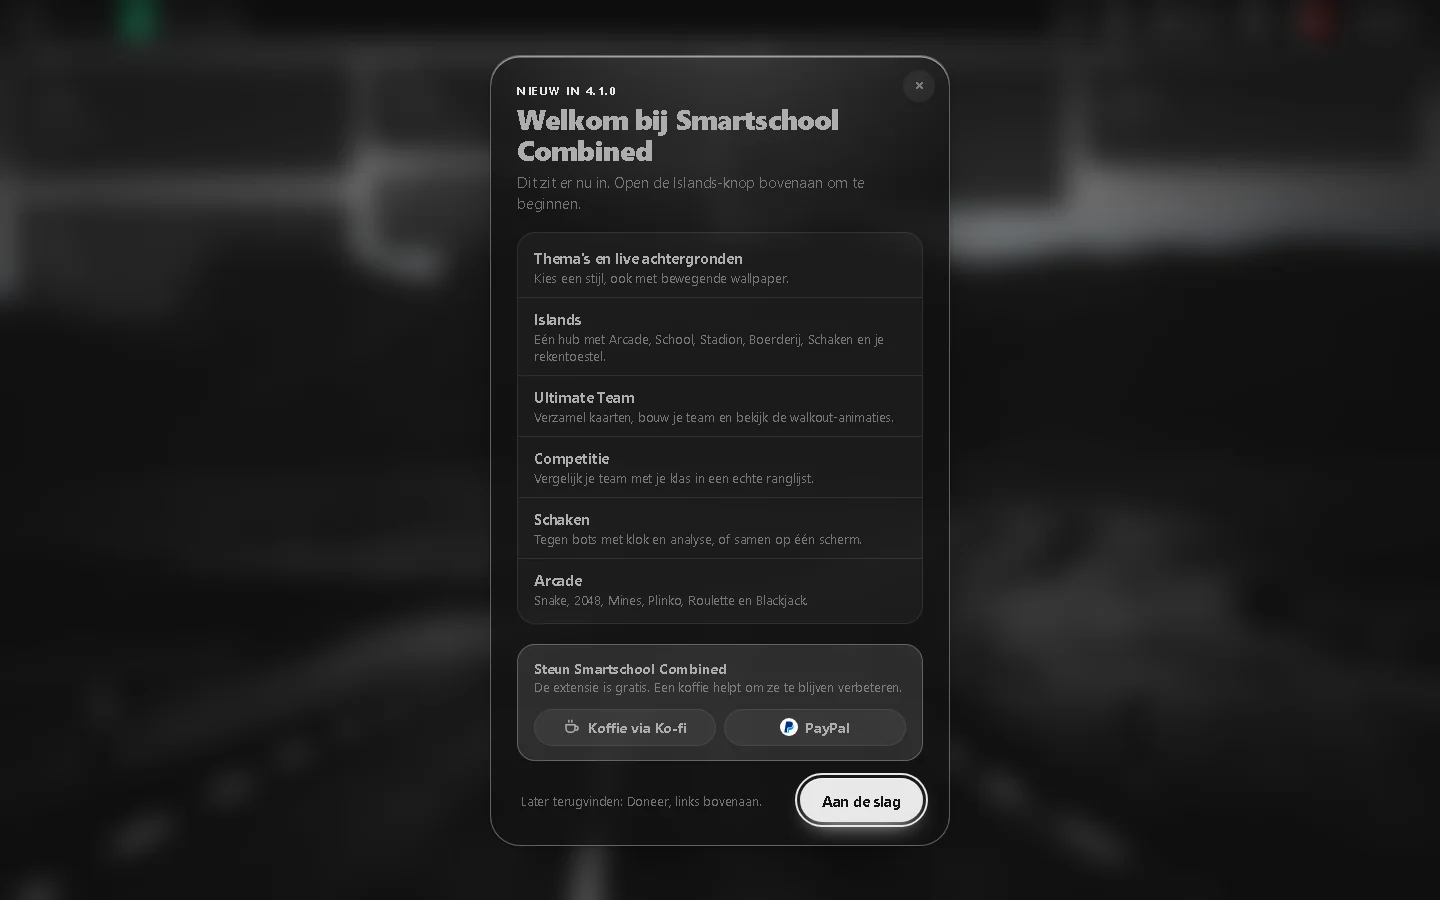 NIEUW IN 4.1.0
Welkom bij Smartschool
Combined
Dit zit er nu in. Open de Islands-knop bovenaan om te
beginnen.
Thema's en live achtergronden
Kies een stijl, ook met bewegende wallpaper.
Islands
Eén hub met Arcade, School, Stadion, Boerderij, Schaken en je
rekentoestel.
Ultimate Team
Verzamel kaarten, bouw je team en bekijk de walkout-animaties.
Competitie
Vergelijk je team met je klas in een echte ranglijst.
Schaken
Tegen bots met klok en analyse, of samen op één scherm.
Arcade
Snake, 2048, Mines, Plinko, Roulette en Blackjack.
Steun Smartschool Combined
De extensie is gratis. Een koffie helpt om ze te blijven verbeteren.
Koffie via Ko-fi
PayPal
Later terugvinden: Doneer, links bovenaan.
Aan de slag